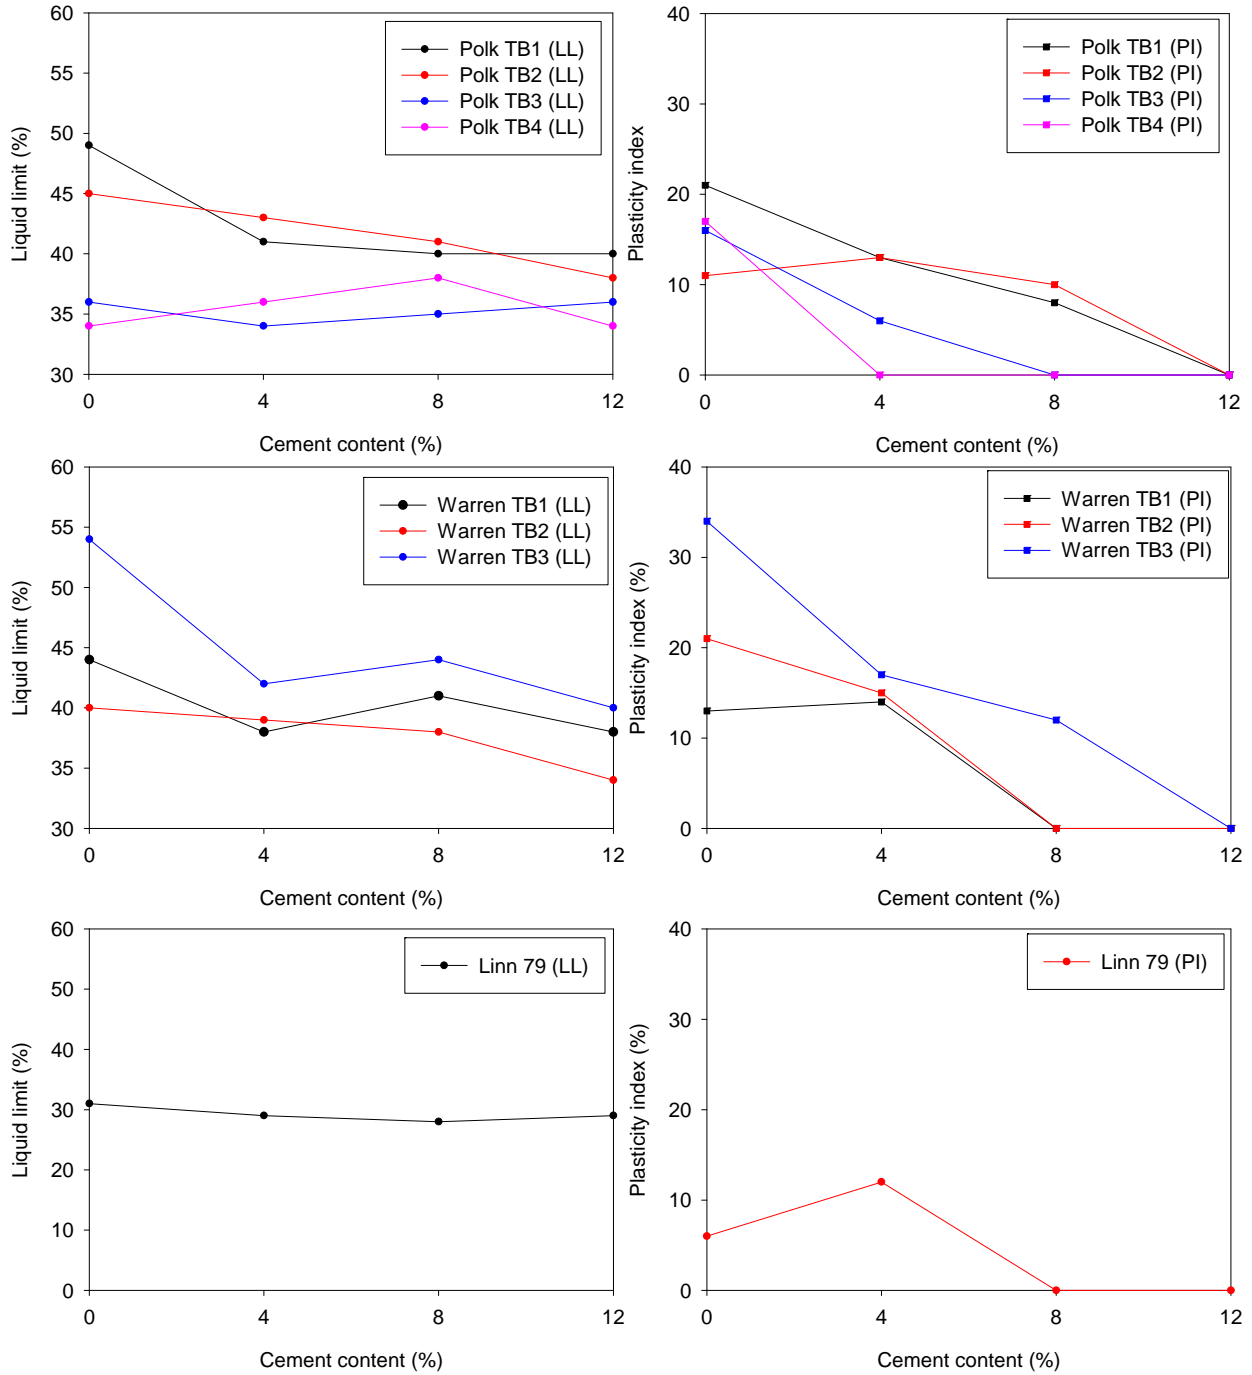 60
55
50
45
40
35
30
Liquid limit (%)
0 4 8 12
Cement content (%)
Polk TB1 (LL)
Polk TB2 (LL)
Polk TB3 (LL)
Polk TB4 (LL)
40
30
20
10
0
Plasticity index
0 4 8 12
Cement content (%)
Polk TB1 (PI)
Polk TB2 (PI)
Polk TB3 (PI)
Polk TB4 (PI)
60
55
50
45
40
35
30
Liquid limit (%)
0 4 8 12
Cement content (%)
Warren TB1 (LL)
Warren TB2 (LL)
Warren TB3 (LL)
40
30
20
10
0
Plasticity index (%)
0 4 8 12
Cement content (%)
Warren TB1 (PI)
Warren TB2 (PI)
Warren TB3 (PI)
60
50
40
30
20
10
0
Liquid limit (%)
0 4 8 12
Cement content (%)
Linn 79 (LL)
40
30
20
10
0
Plasticity index (%)
0 4 8 12
Cement content (%)
Linn 79 (PI)